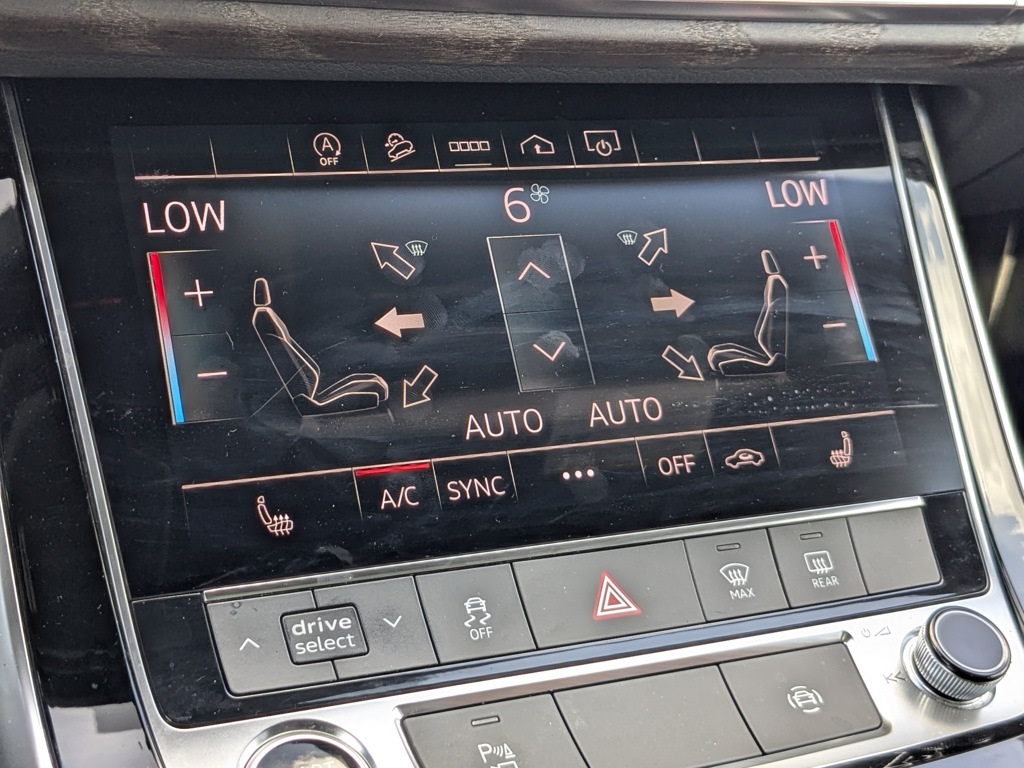 A
OFF
LOW
6
LOW
AUTO AUTO
A/C SYNC OFF
drive
select
OFF
MAX
REAR
P